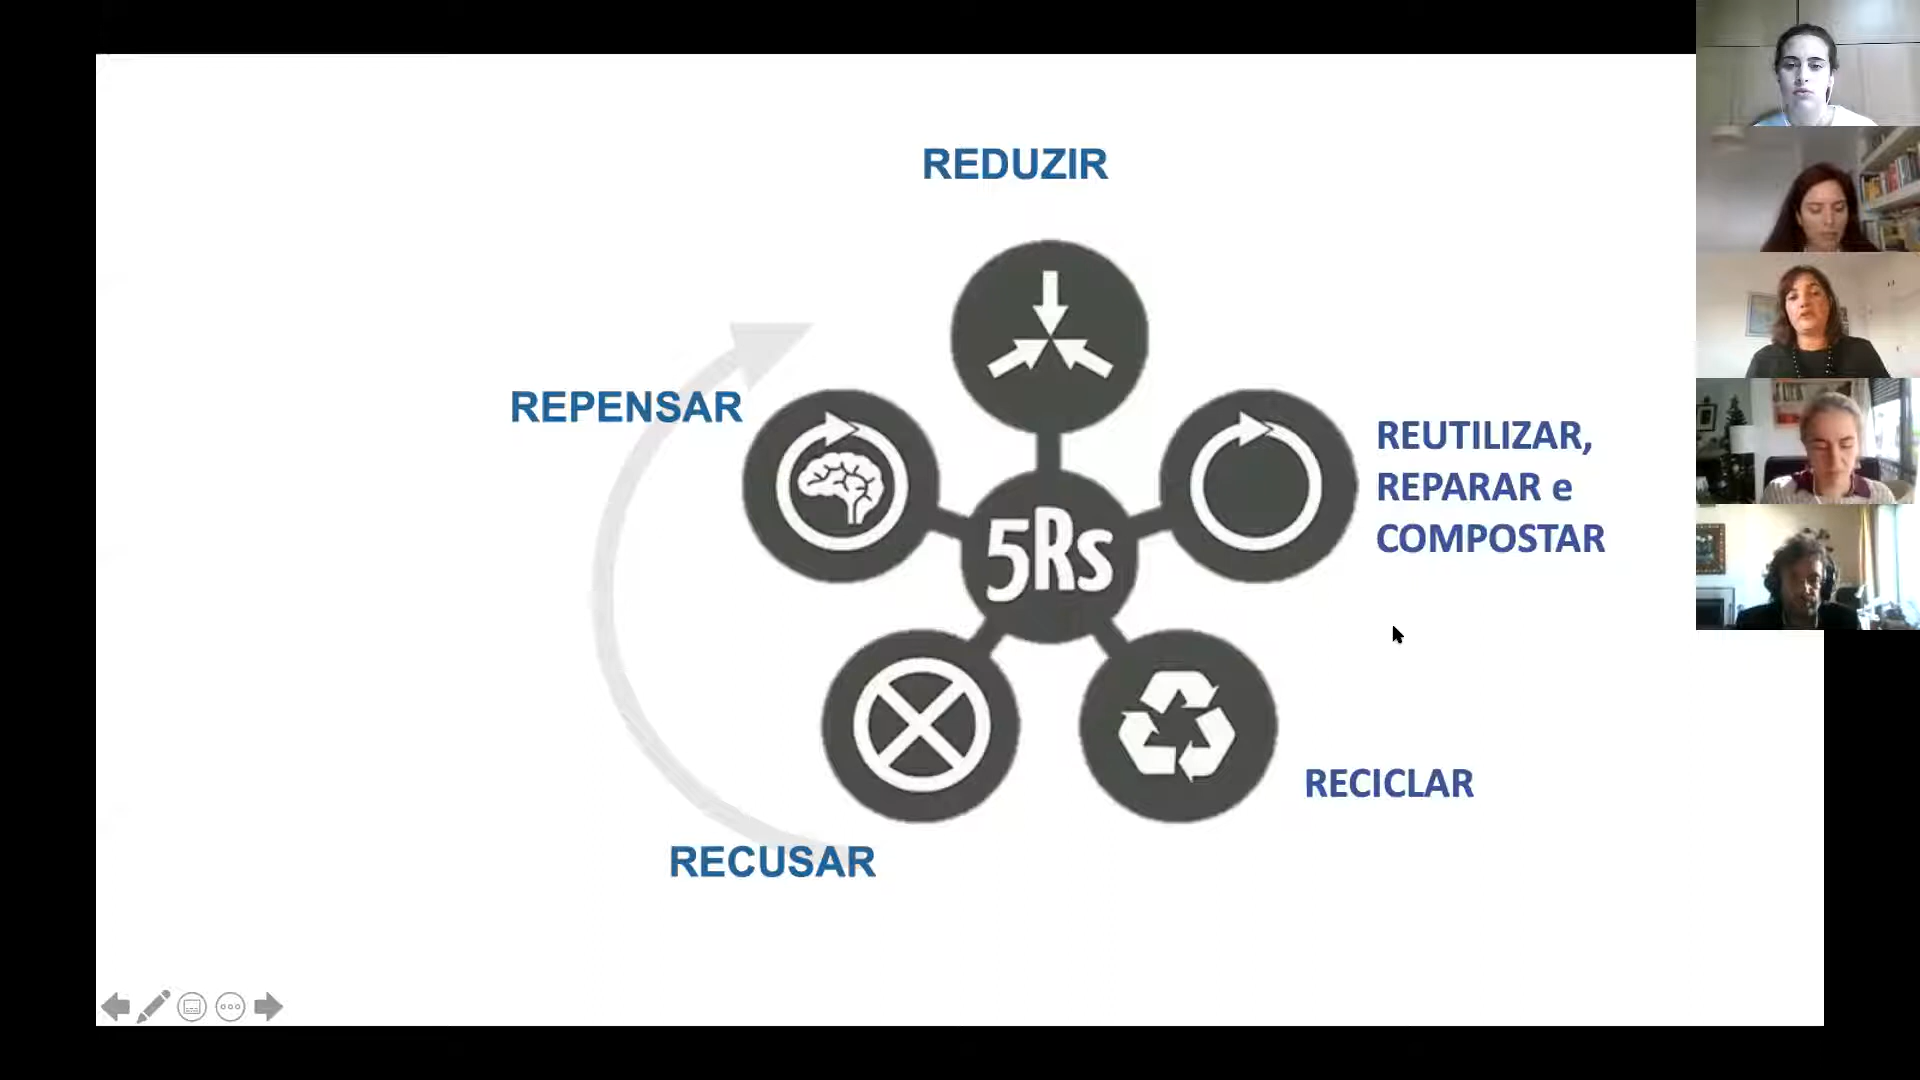 REDUZIR
REPENSAR
REUTILIZAR,
REPARAR e
COMPOSTAR
5Rs
RECICLAR
RECUSAR